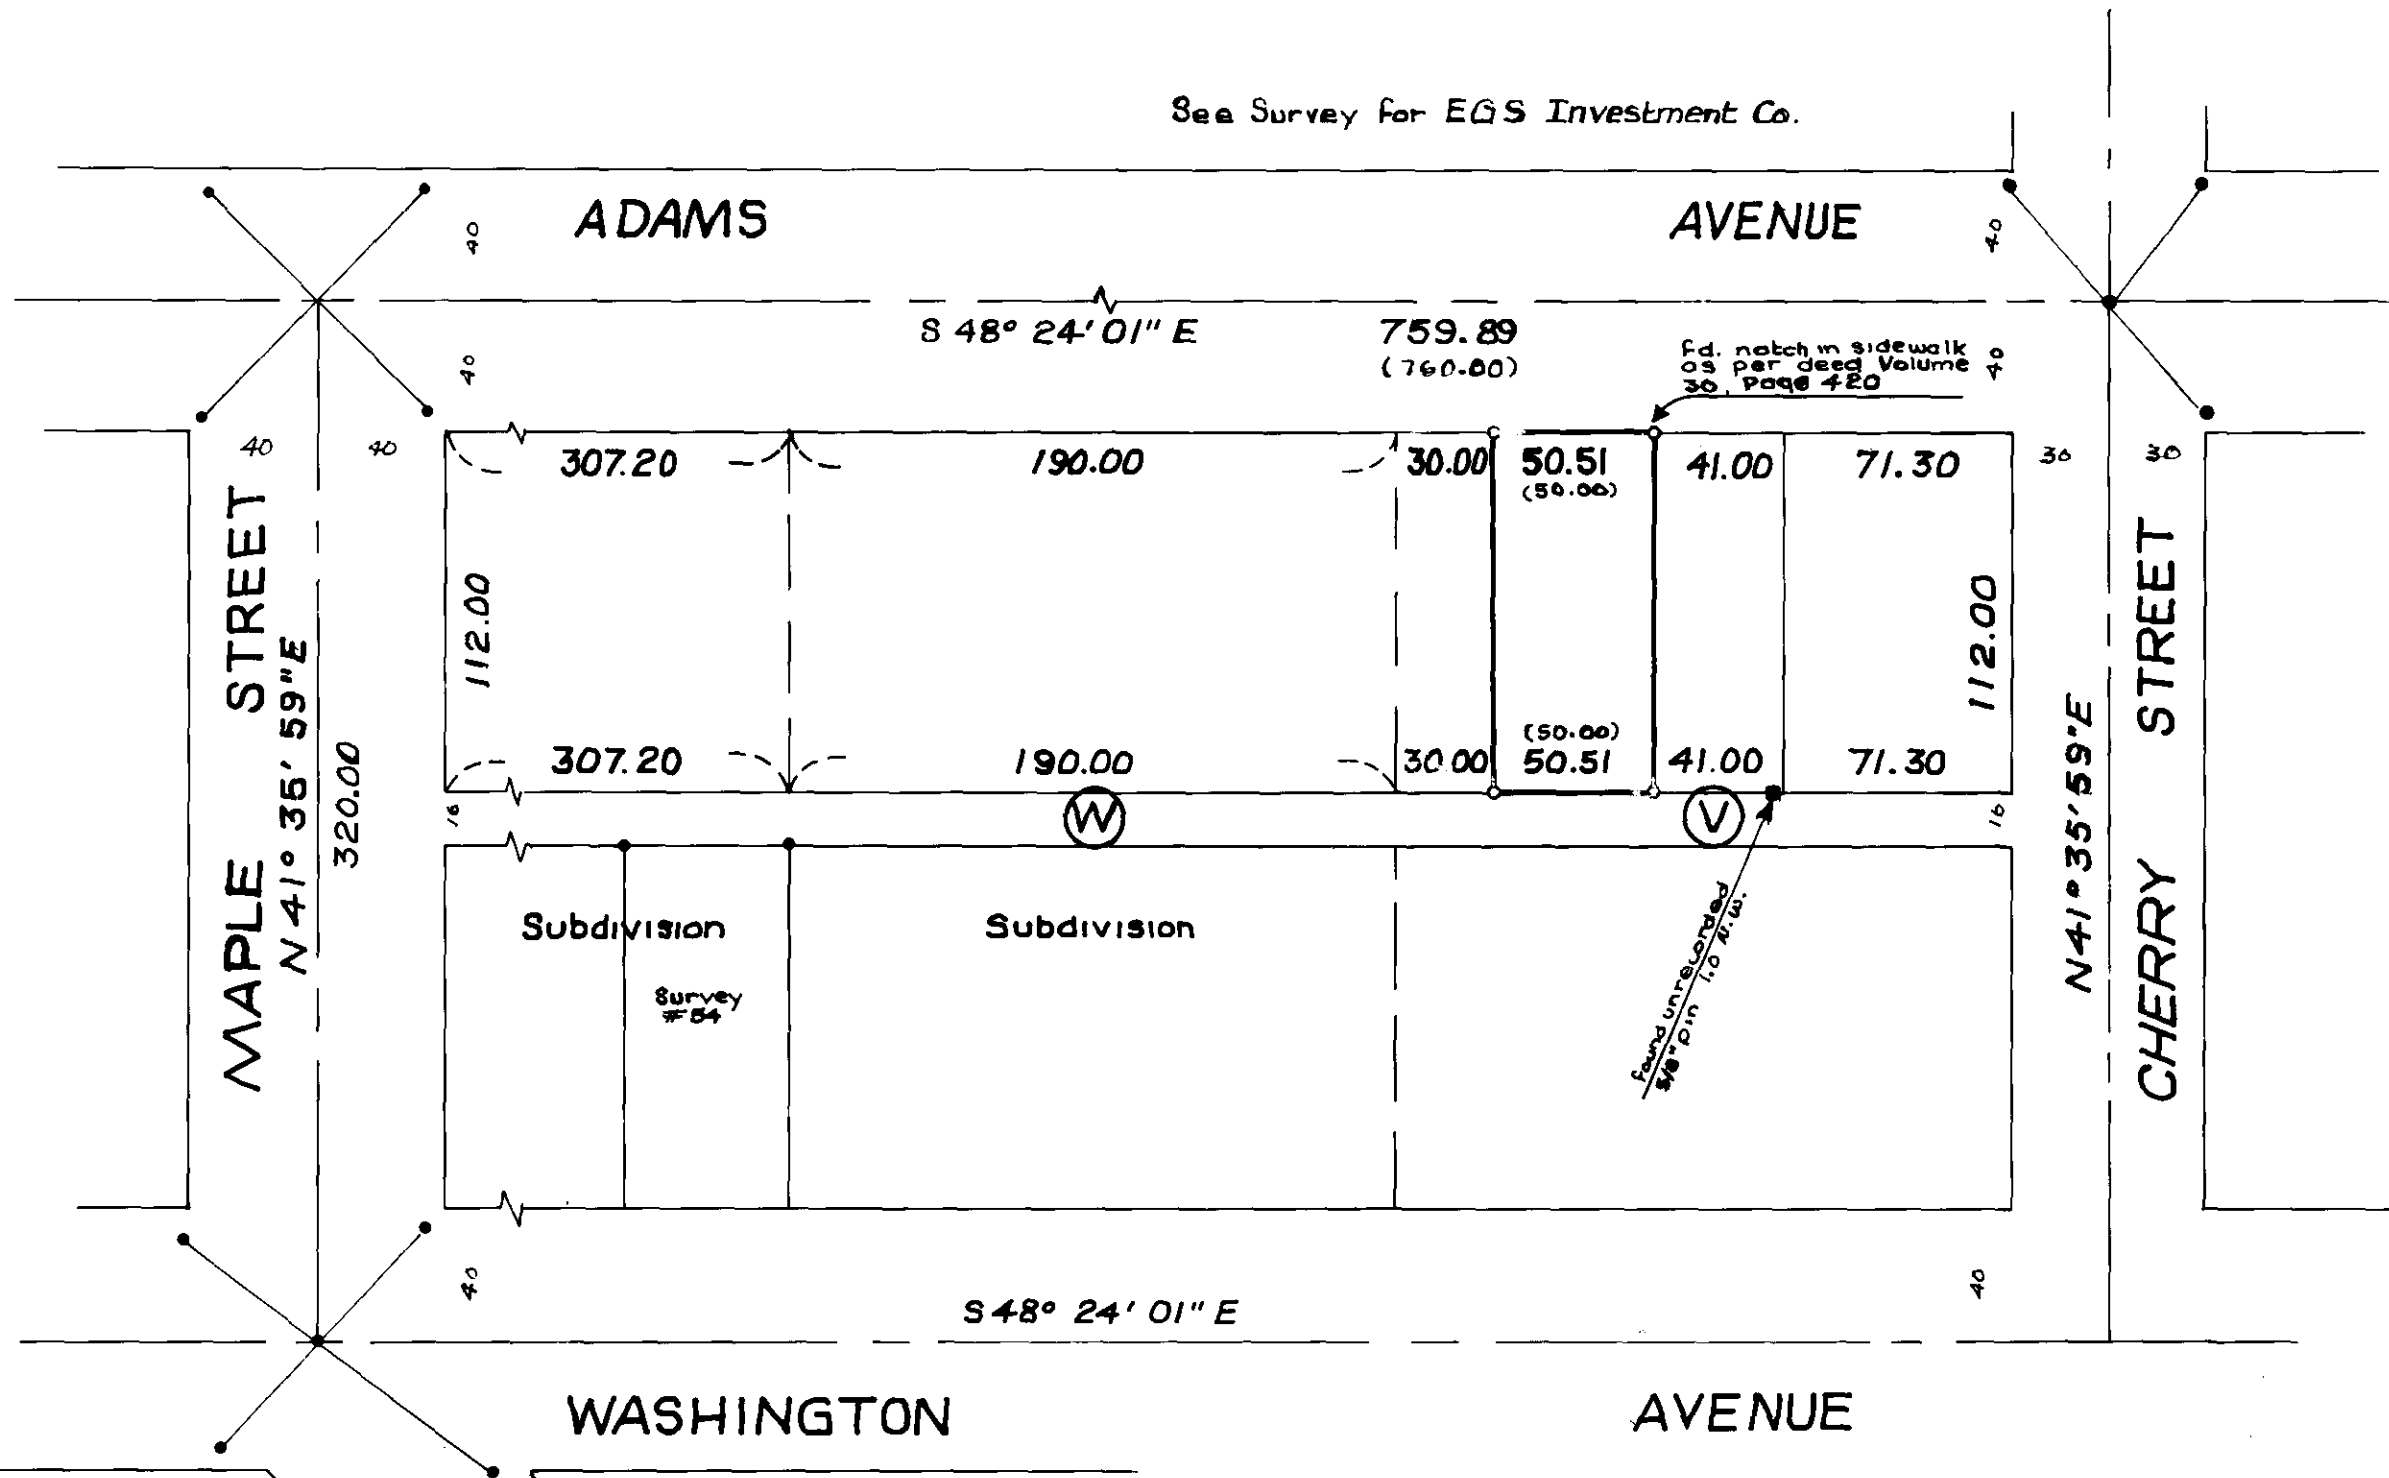 See Survey for EGS Investment Co.
ADAMS AVENUE
40
40
S 48° 24' 01" E
759.89
(760.00)
Fd. notch in sidewalk
as per deed Volume
30, Page 420
40
40
40
40
30
30
307.20
190.00
30.00
50.51
(50.00)
41.00
71.30
112.00
112.00
MAPLE STREET
N 41° 35' 59" E
320.00
CHERRY STREET
N 41° 35' 59" E
(50.00)
307.20
190.00
30.00
50.51
41.00
71.30
16
W
V
16
Subdivision
Subdivision
Survey
#54
found unrecorded
5/8" pin 1.0 N.W.
40
S 48° 24' 01" E
40
WASHINGTON AVENUE